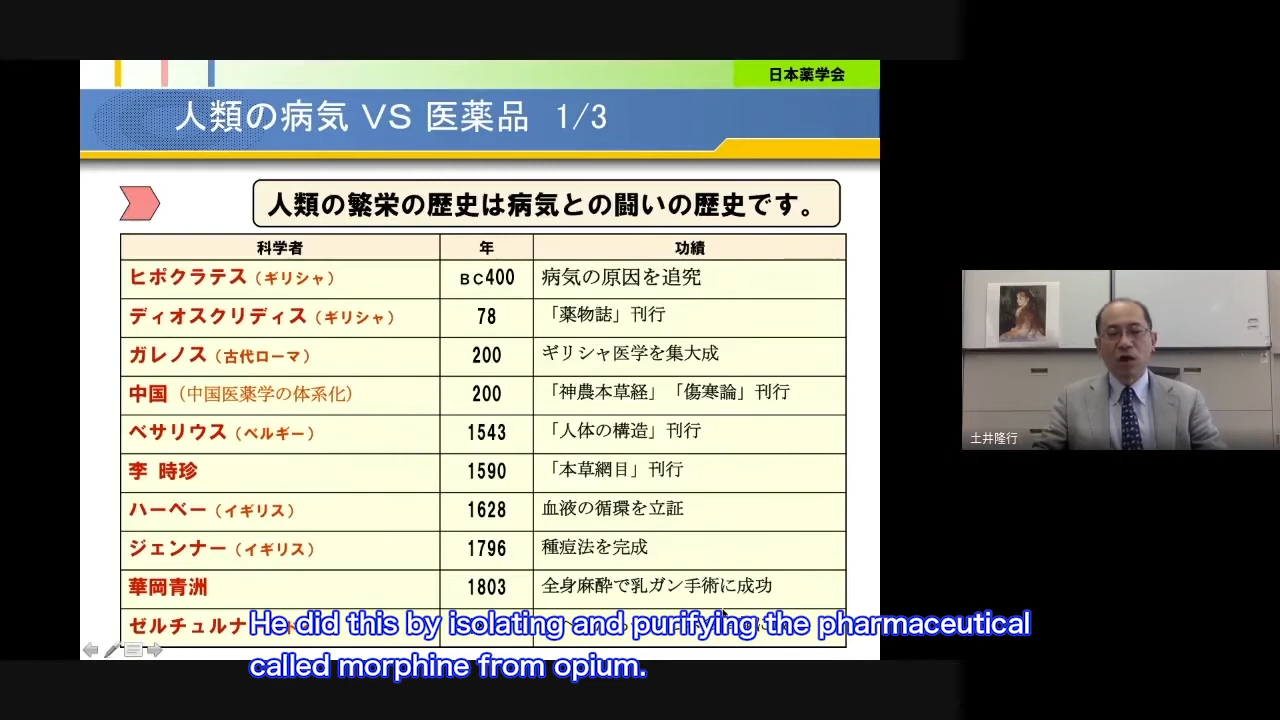 日本薬学会
人類の病気 VS 医薬品 1/3
人類の繁栄の歴史は病気との闘いの歴史です。
科学者 年 功績
ヒポクラテス（ギリシャ） BC400 病気の原因を追究
ディオスクリディス（ギリシャ） 78 「薬物誌」刊行
ガレノス（古代ローマ） 200 ギリシャ医学を集大成
中国（中国医薬学の体系化） 200 「神農本草経」「傷寒論」刊行
ベサリウス（ベルギー） 1543 「人体の構造」刊行
李 時珍 1590 「本草網目」刊行
ハーベー（イギリス） 1628 血液の循環を立証
ジェンナー（イギリス） 1796 種痘法を完成
華岡青洲 1803 全身麻酔で乳ガン手術に成功
ゼルチュルナ
He did this by isolating and purifying the pharmaceutical
called morphine from opium.
土井隆行